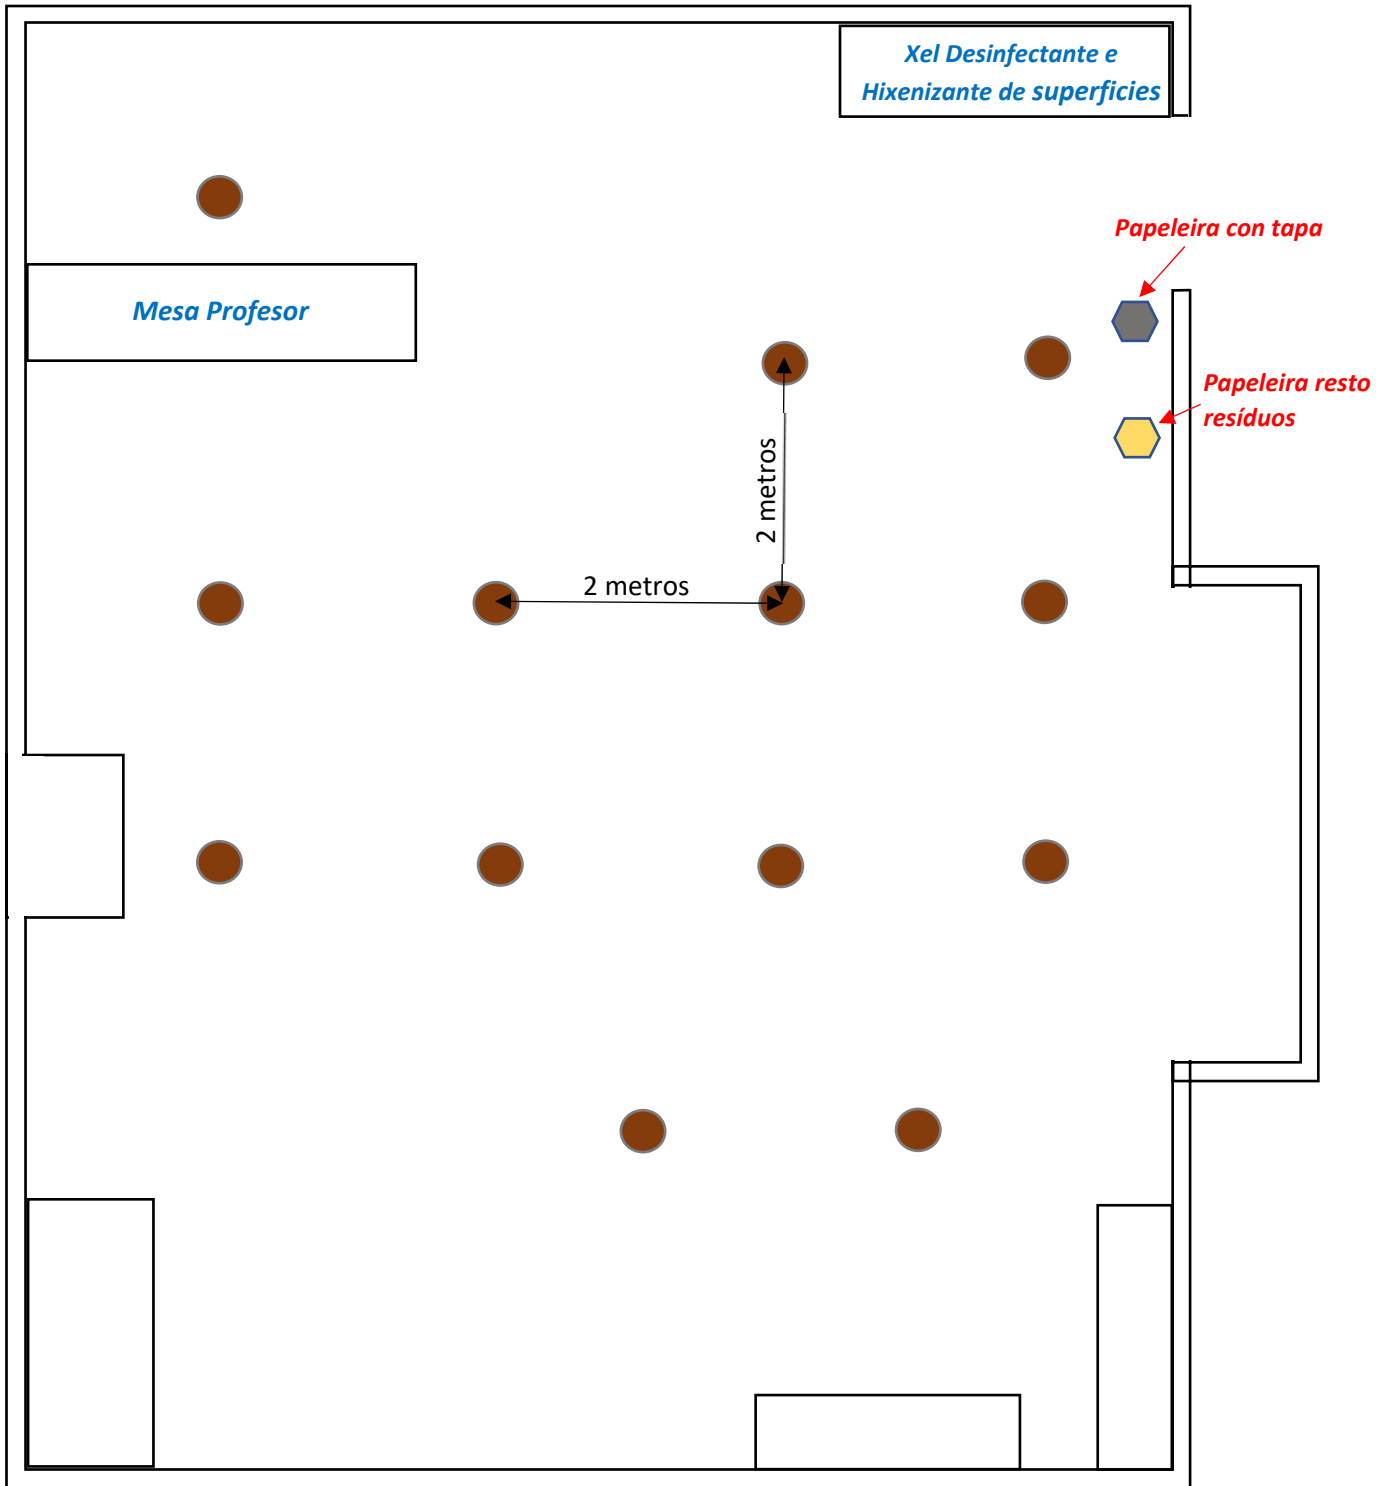 Xel Desinfectante e
Hixenizante de superficies
Papeleira con tapa
Mesa Profesor
Papeleira resto
resíduos
2 metros
2 metros